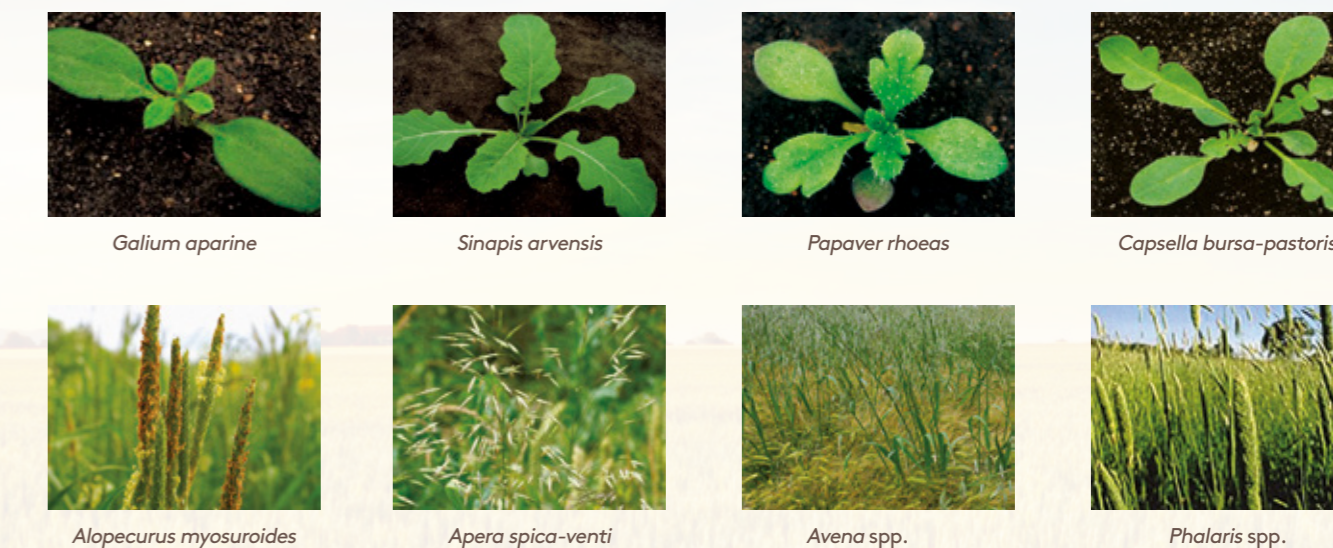 Galium aparine
Sinapis arvensis
Papaver rhoeas
Capsella bursa-pastoris
Alopecurus myosuroides
Apera spica-venti
Avena spp.
Phalaris spp.